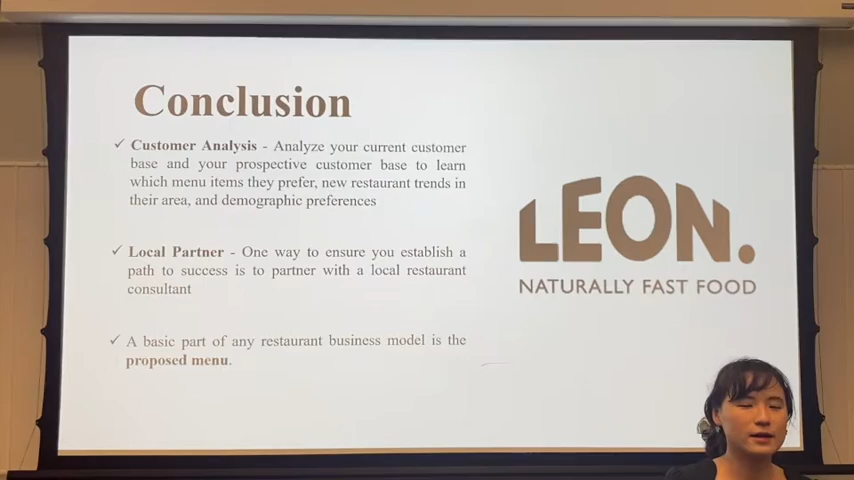 Conclusion
✓ Customer Analysis - Analyze your current customer
base and your prospective customer base to learn
which menu items they prefer, new restaurant trends in
their area, and demographic preferences
✓ Local Partner - One way to ensure you establish a
path to success is to partner with a local restaurant
consultant
✓ A basic part of any restaurant business model is the
proposed menu.
LEON.
NATURALLY FAST FOOD